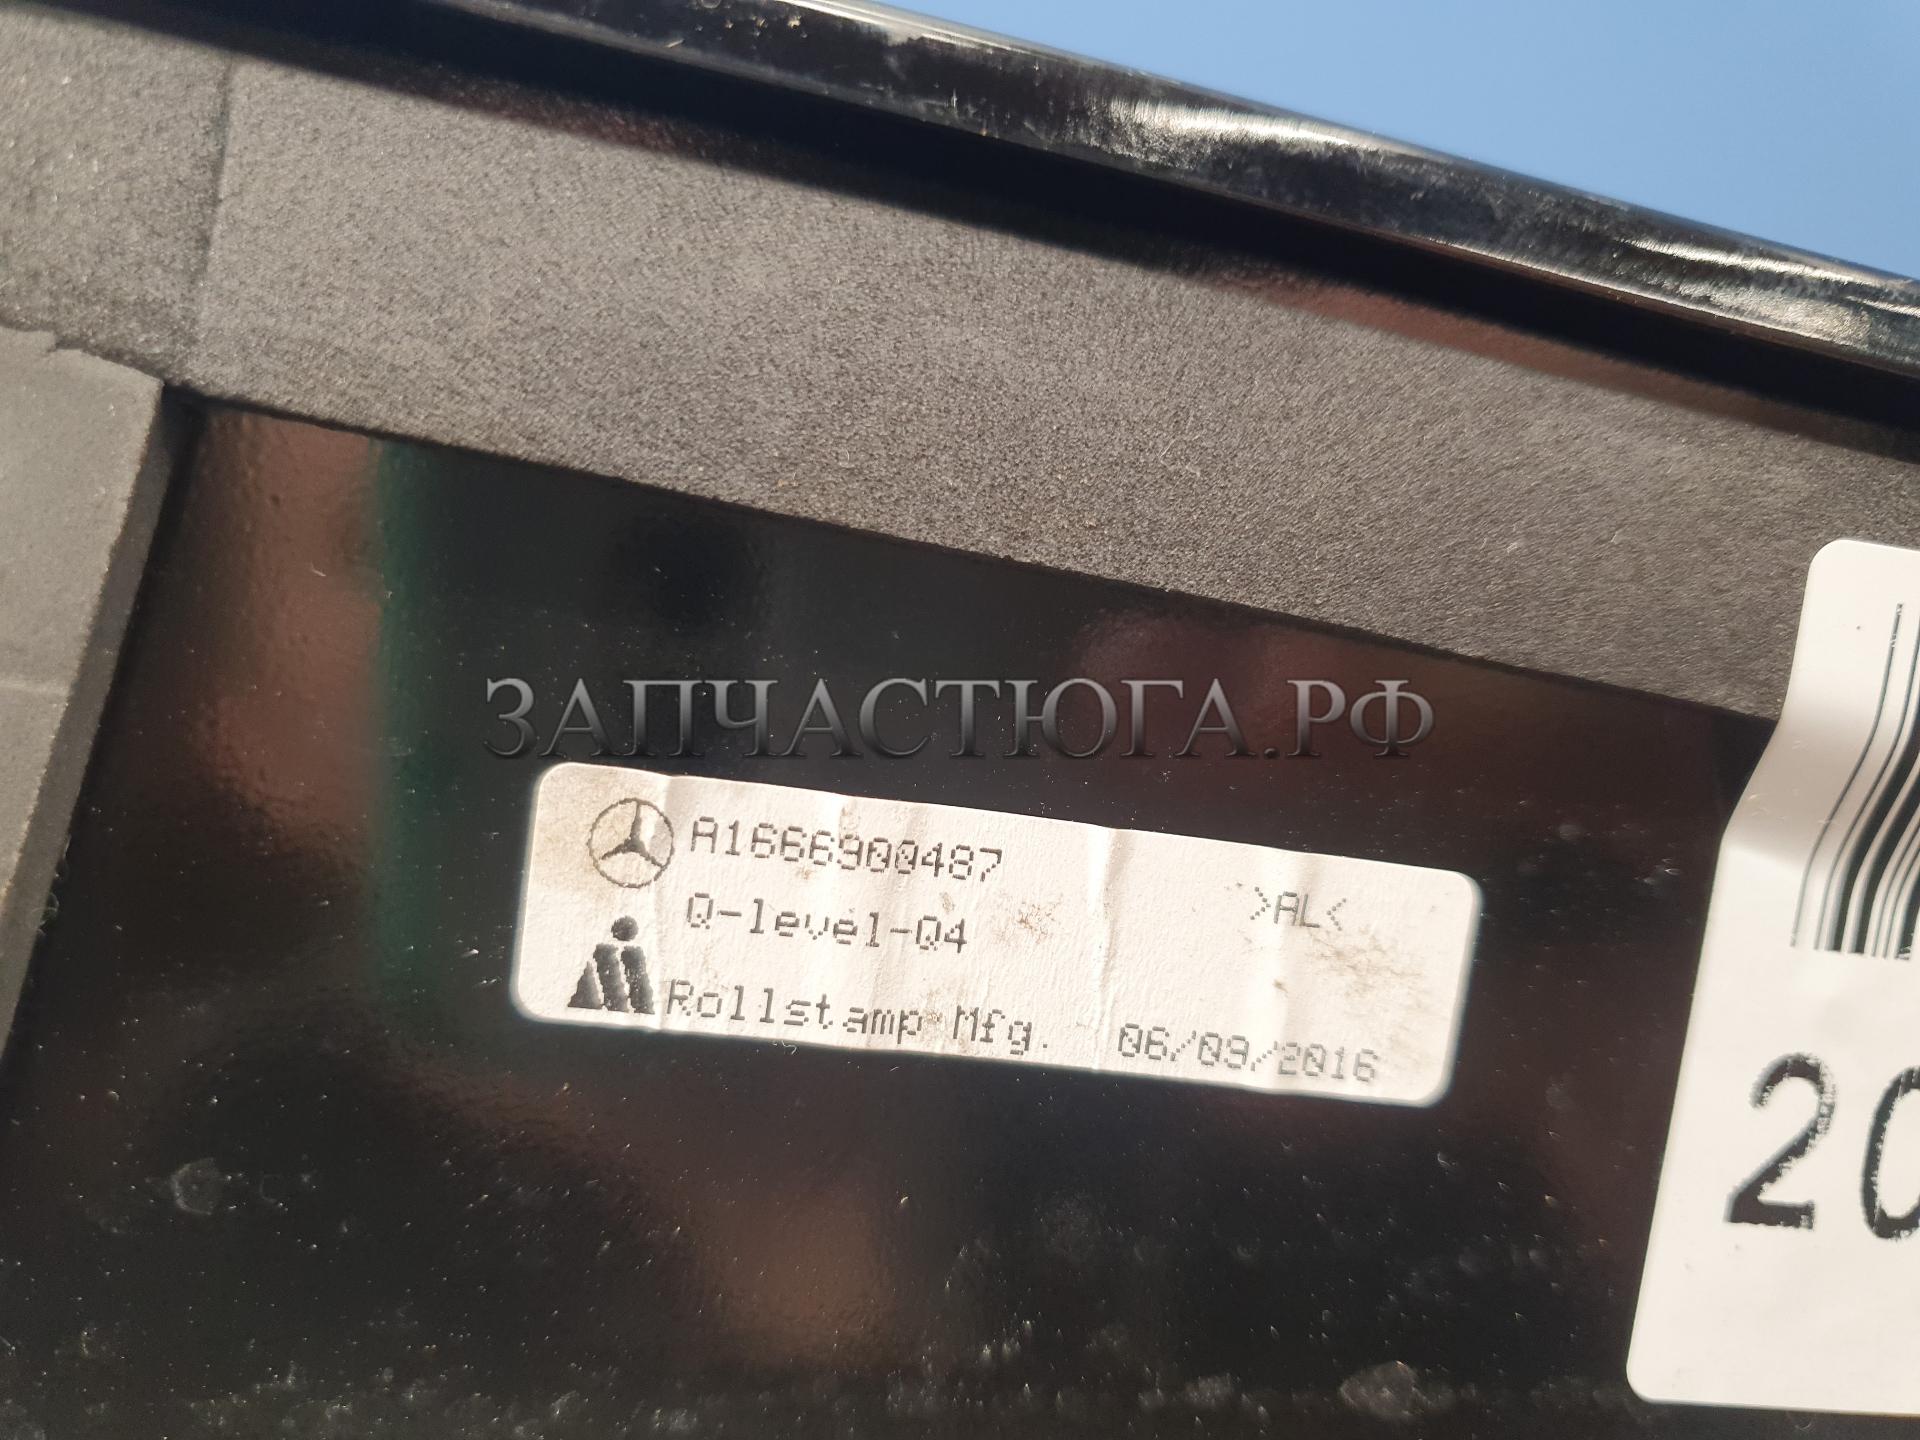 ЗАПЧАСТЮГА.РФ
A1666900487
Q-level-Q4
>AL<
Rollstamp Mfg. 06/09/2016
20